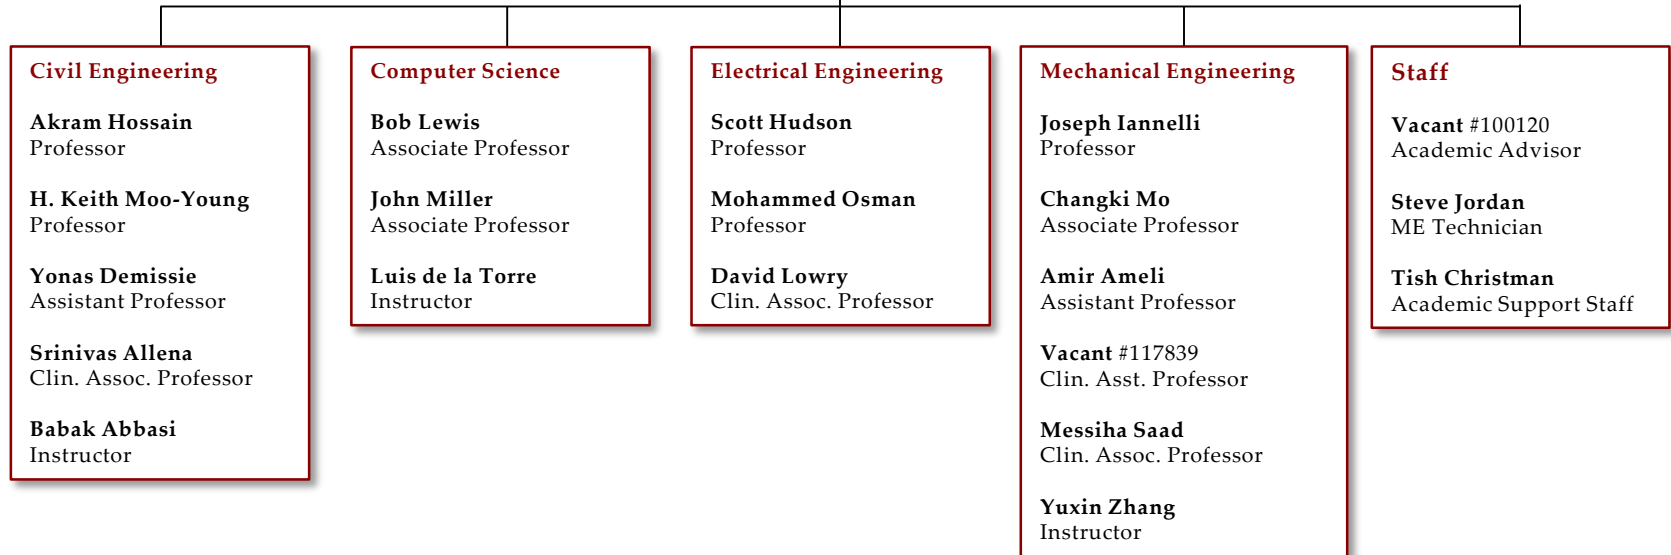 Civil Engineering
Akram Hossain
Professor
H. Keith Moo-Young
Professor
Yonas Demissie
Assistant Professor
Srinivas Allena
Clin. Assoc. Professor
Babak Abbasi
Instructor
Computer Science
Bob Lewis
Associate Professor
John Miller
Associate Professor
Luis de la Torre
Instructor
Electrical Engineering
Scott Hudson
Professor
Mohammed Osman
Professor
David Lowry
Clin. Assoc. Professor
Mechanical Engineering
Joseph Iannelli
Professor
Changki Mo
Associate Professor
Amir Ameli
Assistant Professor
Vacant #117839
Clin. Asst. Professor
Messiha Saad
Clin. Assoc. Professor
Yuxin Zhang
Instructor
Staff
Vacant #100120
Academic Advisor
Steve Jordan
ME Technician
Tish Christman
Academic Support Staff